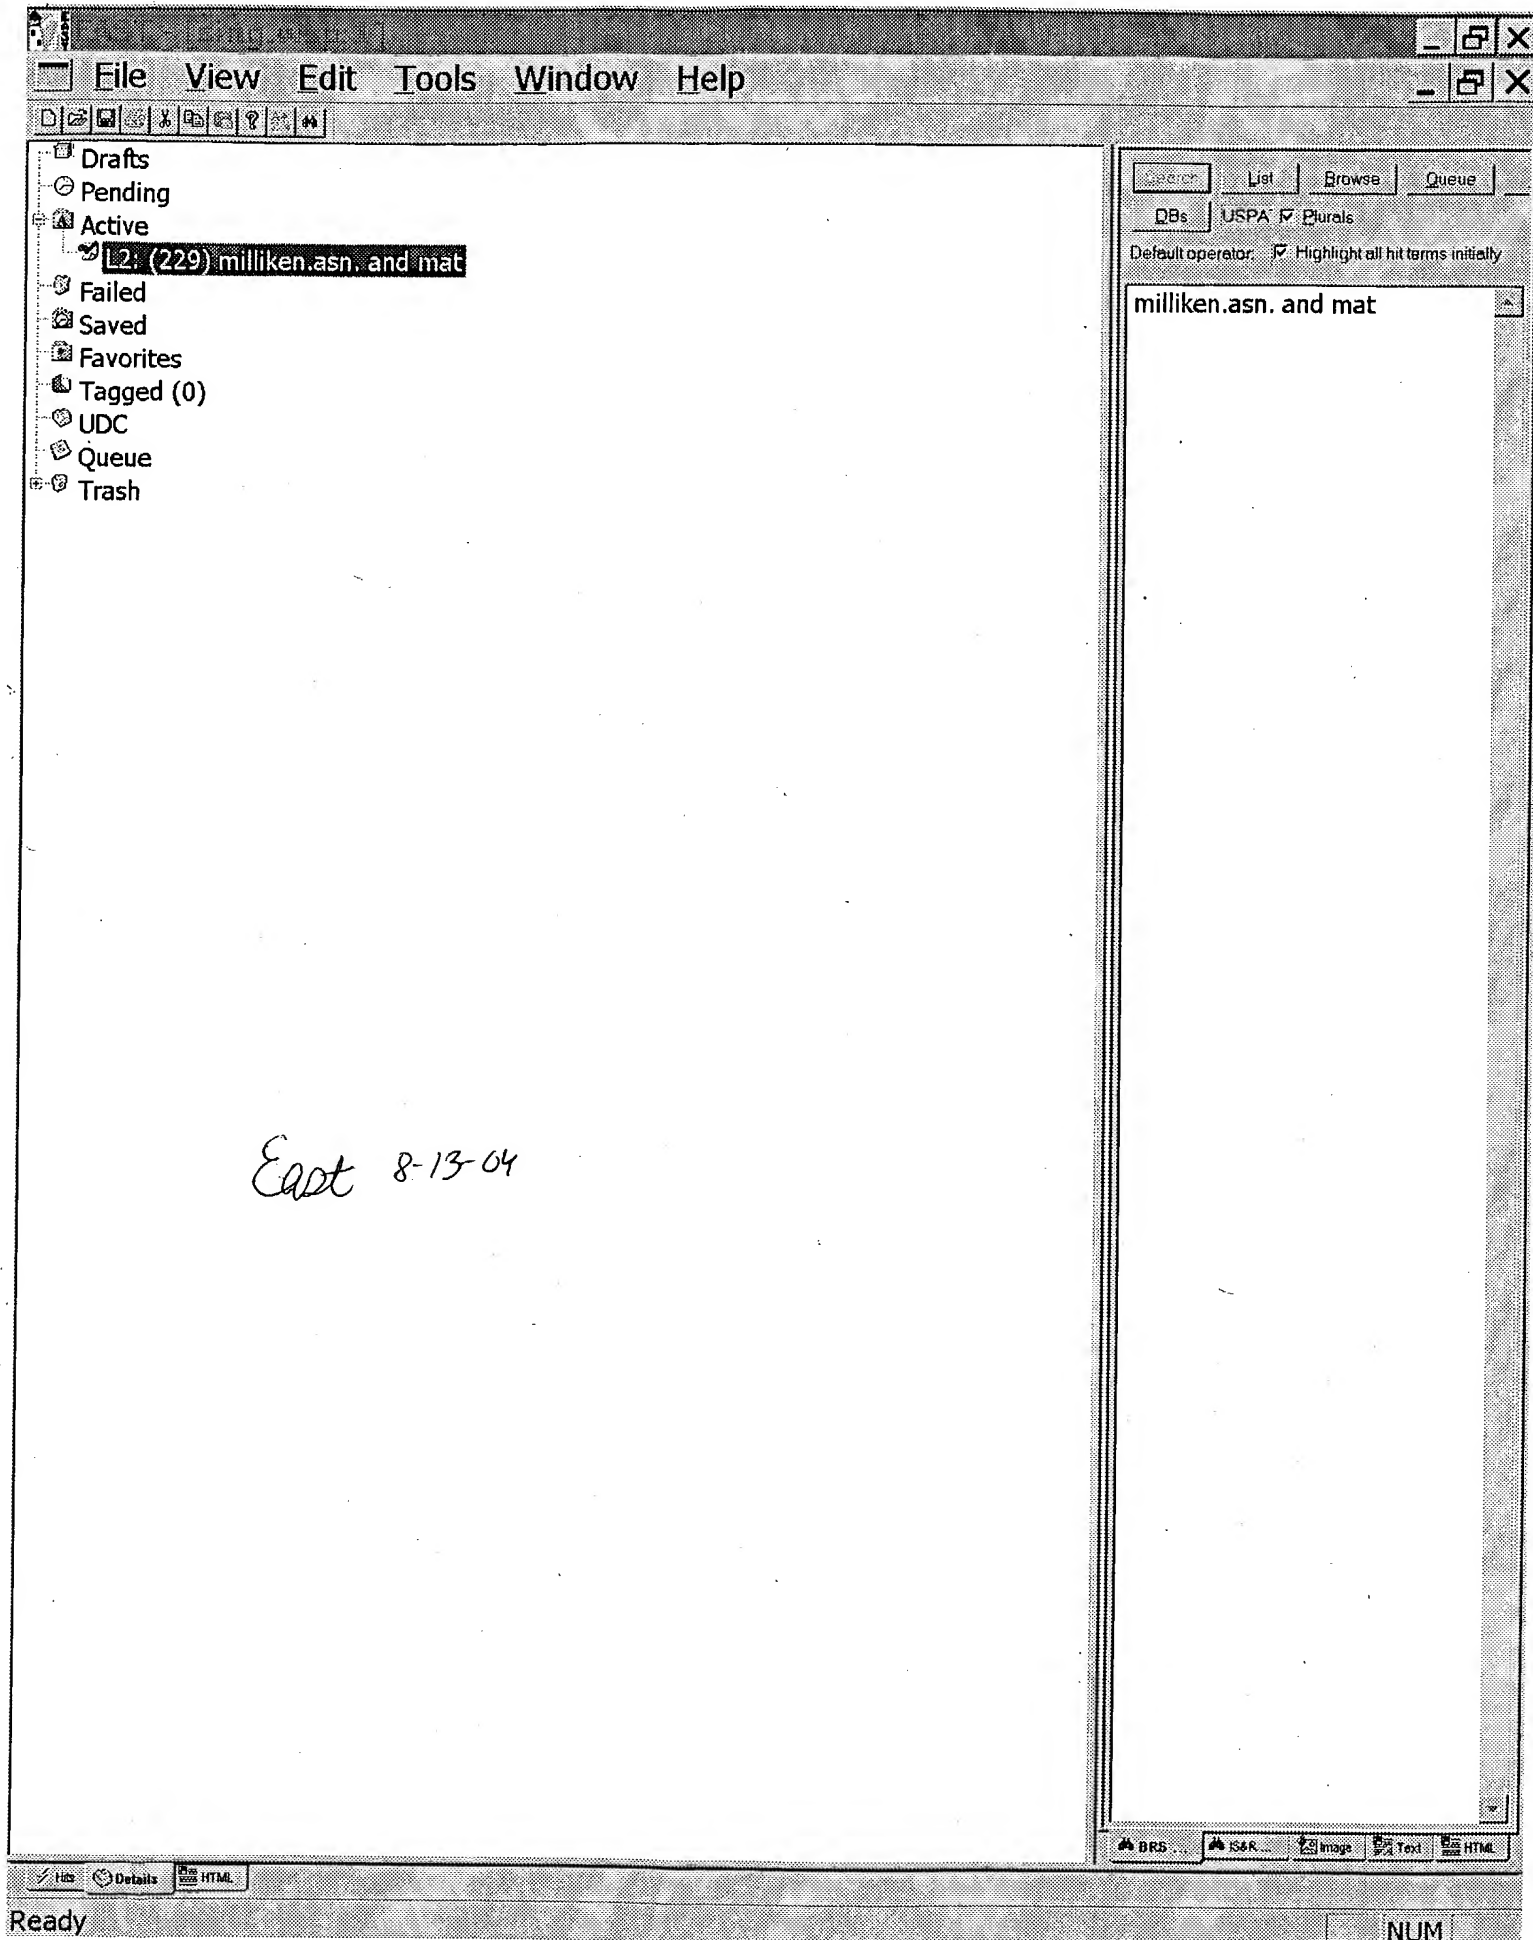 File View Edit Tools Window Help
Drafts
Pending
Active
L2: (229) milliken.asn. and mat
Failed
Saved
Favorites
Tagged (0)
UDC
Queue
Trash
Search List Browse Queue
DBs USPA Plurals
Default operator: Highlight all hit terms initially
milliken.asn. and mat
East 8-13-04
BRS... IS&R... Image Text HTML
Hits Details HTML
Ready
NUM